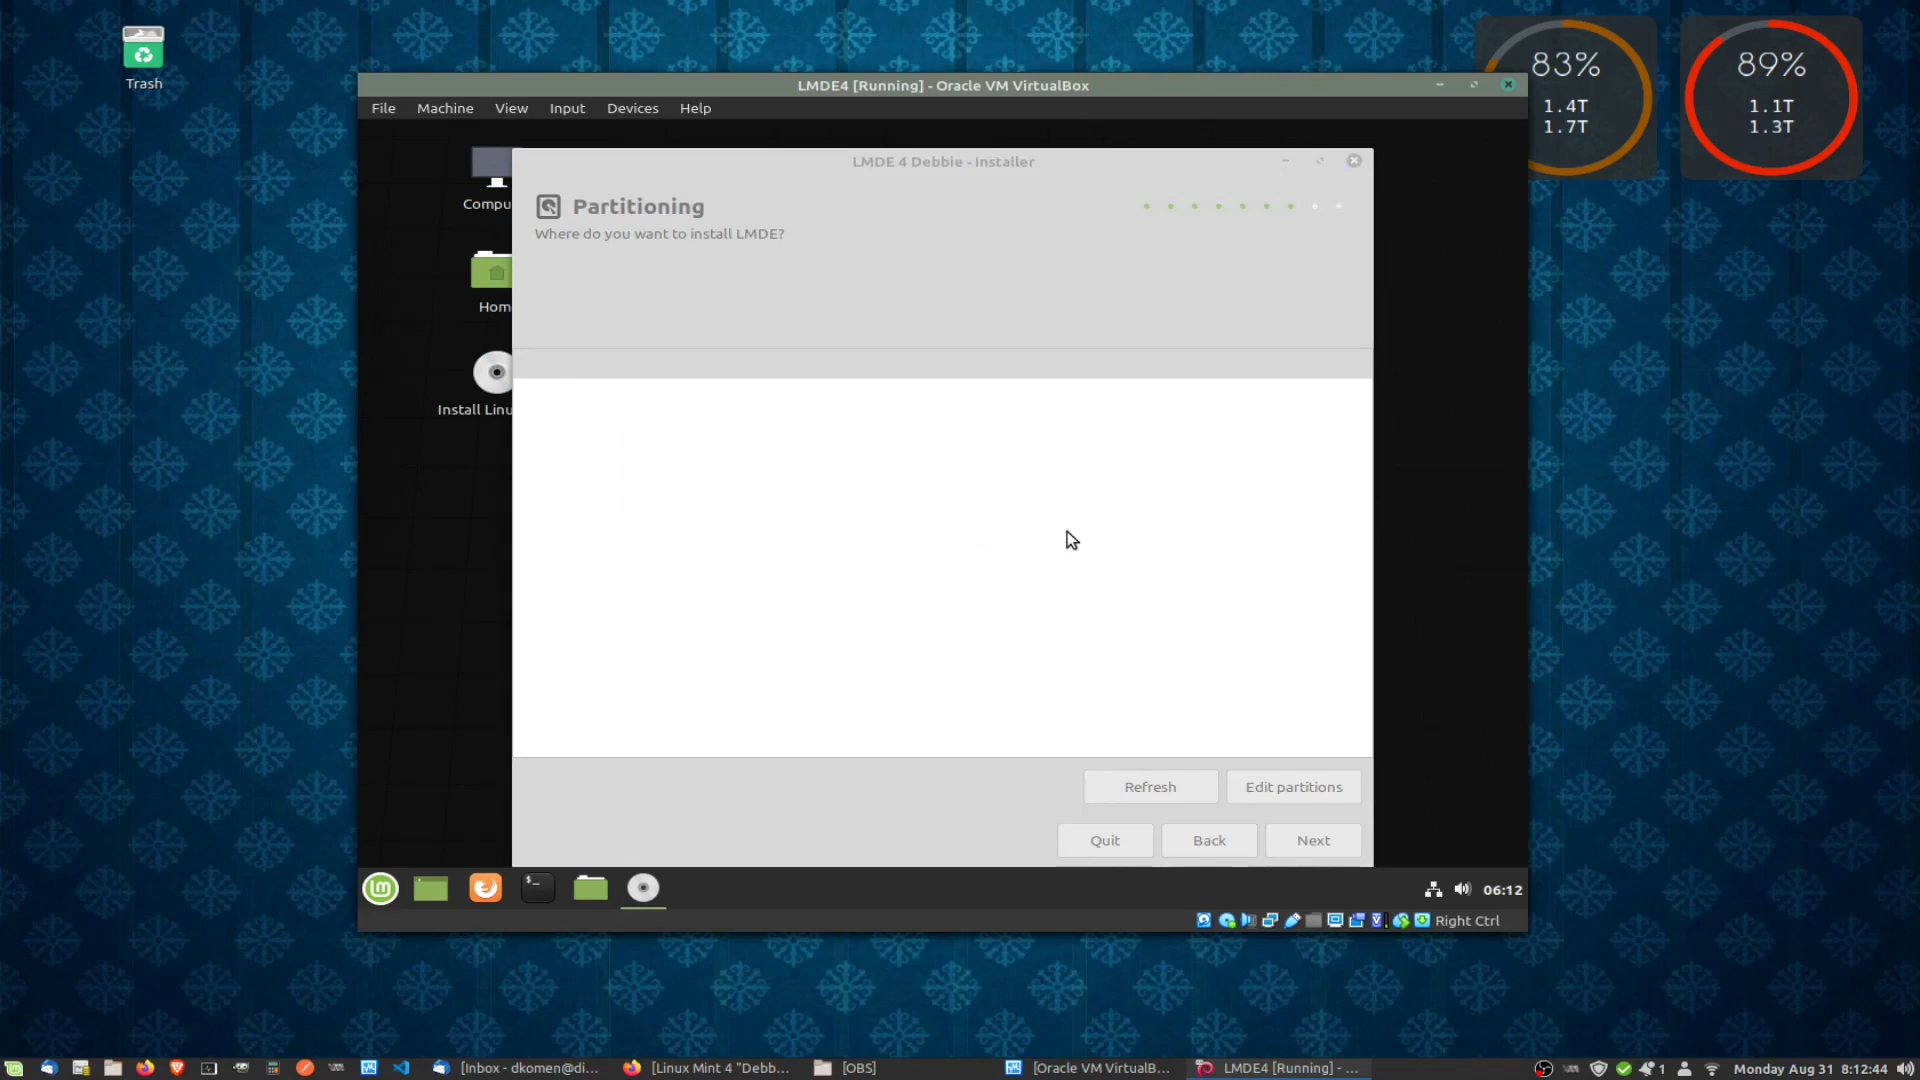 Trash
83%
1.4T
1.7T
89%
1.1T
1.3T
LMDE4 [Running] - Oracle VM VirtualBox
File Machine View Input Devices Help
LMDE 4 Debbie - Installer
Partitioning
Where do you want to install LMDE?
Compu
Hom
Install Linu
Refresh Edit partitions
Quit Back Next
06:12
Right Ctrl
[Inbox - dkomen@di... [Linux Mint 4 "Debb... [OBS] [Oracle VM VirtualB... LMDE4 [Running] - ... 1 Monday Aug 31 8:12:44